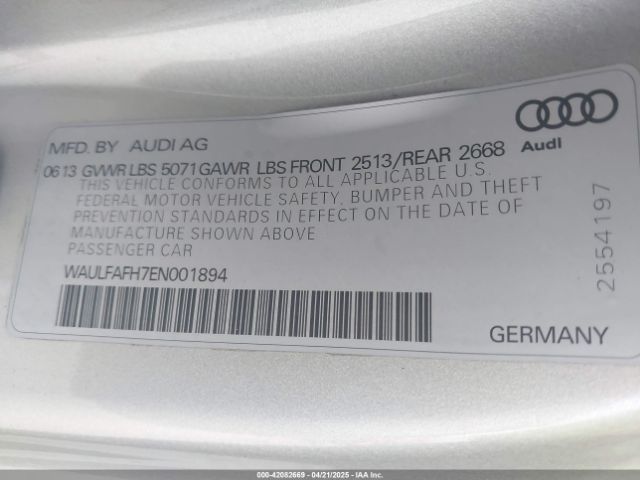 MFD. BY AUDI AG
Audi
0613 GVWR LBS 5071 GAWR LBS FRONT 2513/REAR 2668
THIS VEHICLE CONFORMS TO ALL APPLICABLE U.S.
FEDERAL MOTOR VEHICLE SAFETY, BUMPER AND THEFT
PREVENTION STANDARDS IN EFFECT ON THE DATE OF
MANUFACTURE SHOWN ABOVE
PASSENGER CAR
WAULFAFH7EN001894
2554197
GERMANY
000-42082669 - 04/21/2025 - IAA Inc.